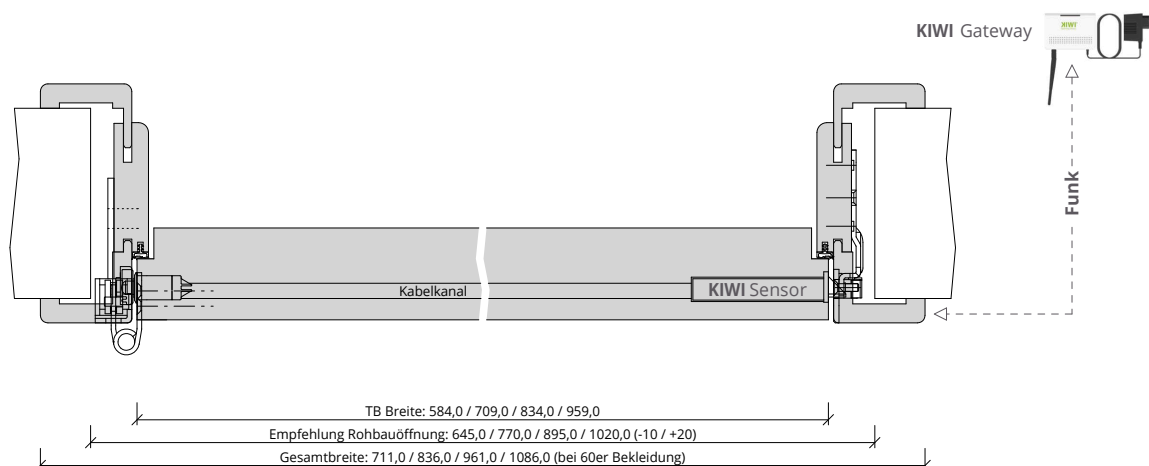 KIWI Gateway
KIWI
Funk
Kabelkanal
KIWI Sensor
TB Breite: 584,0 / 709,0 / 834,0 / 959,0
Empfehlung Rohbauöffnung: 645,0 / 770,0 / 895,0 / 1020,0 (-10 / +20)
Gesamtbreite: 711,0 / 836,0 / 961,0 / 1086,0 (bei 60er Bekleidung)